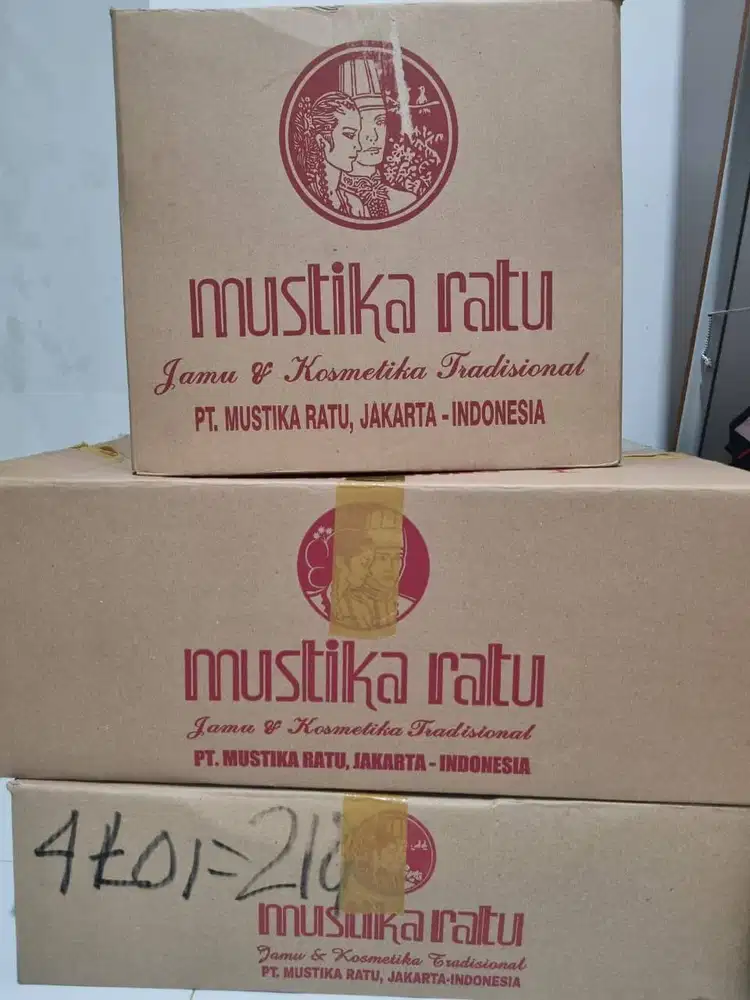 mustika ratu
Jamu & Kosmetika Tradisional
PT. MUSTIKA RATU, JAKARTA - INDONESIA
mustika ratu
Jamu & Kosmetika Tradisional
PT. MUSTIKA RATU, JAKARTA - INDONESIA
mustika ratu
Jamu & Kosmetika Tradisional
PT. MUSTIKA RATU, JAKARTA-INDONESIA